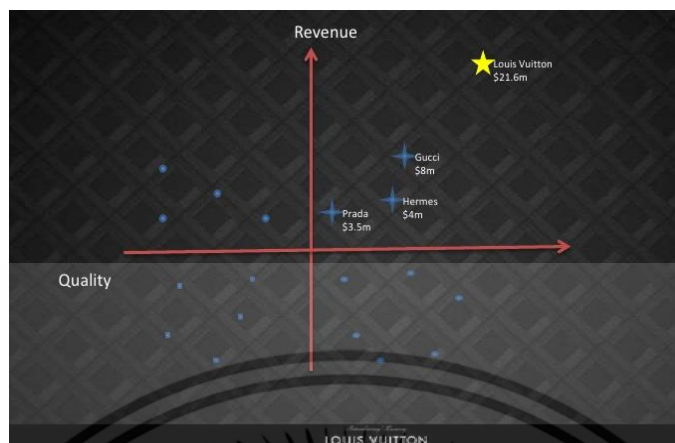 Revenue
Louis Vuitton
$21.6m
Gucci
$8m
Hermes
$4m
Prada
$3.5m
Quality
LOUIS VUITTON